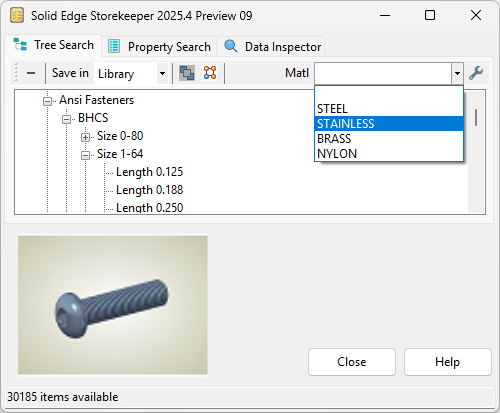 Solid Edge Storekeeper 2025.4 Preview 09
Tree Search Property Search Data Inspector
Save in Library Matl
Ansi Fasteners
BHCS
Size 0-80
Size 1-64
Length 0.125
Length 0.188
Length 0.250
STEEL
STAINLESS
BRASS
NYLON
Close Help
30185 items available